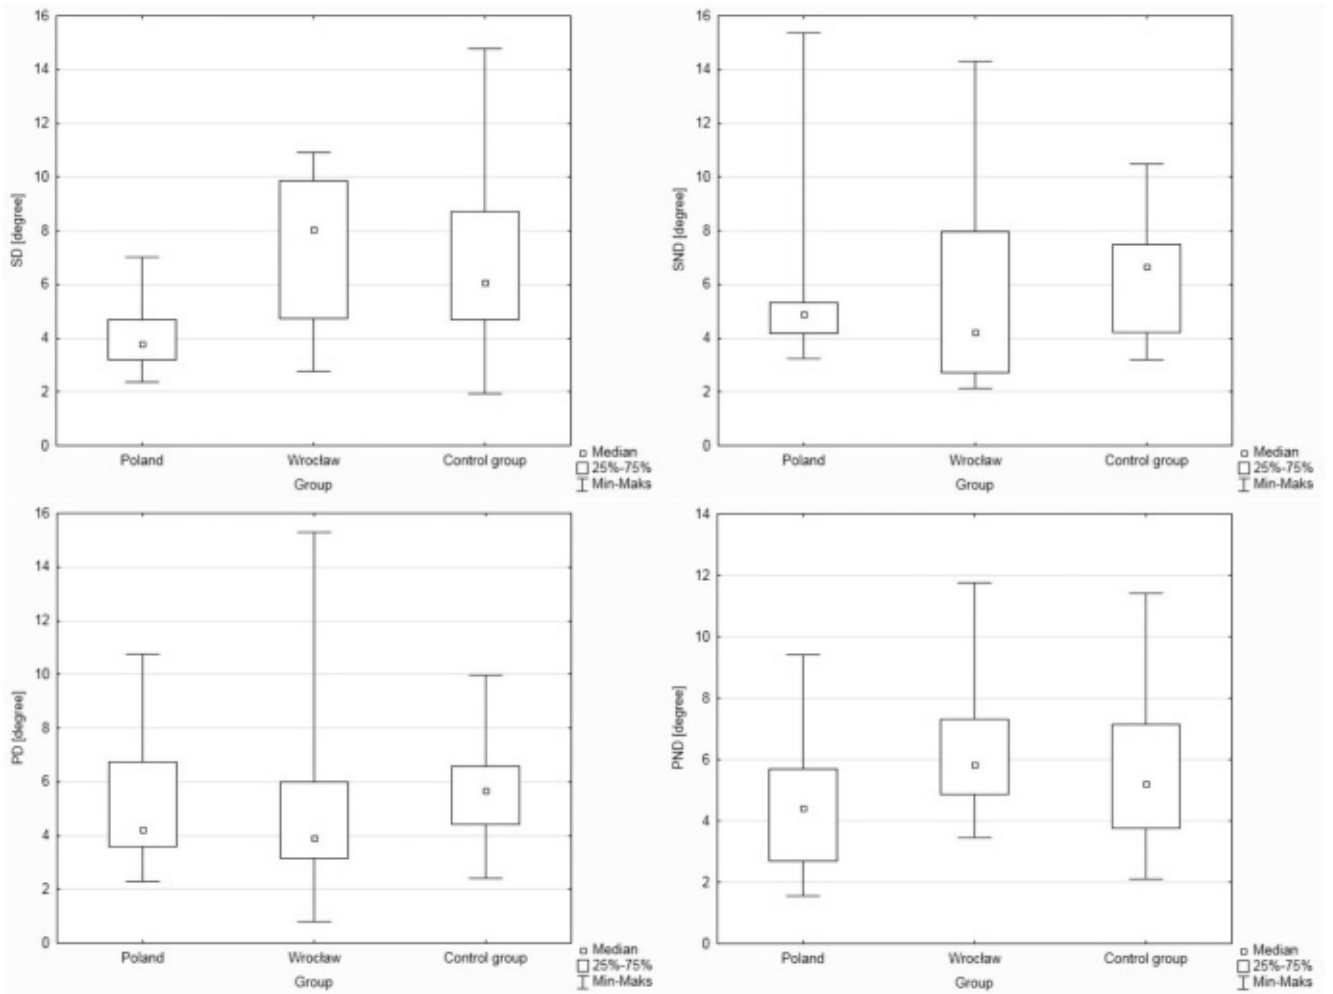 16
14
12
10
8
6
4
2
0
SD [degree]
Poland Wrocław Control group
Group
Median
25%-75%
Min-Maks
16
14
12
10
8
6
4
2
0
SND [degree]
Poland Wrocław Control group
Group
Median
25%-75%
Min-Maks
16
14
12
10
8
6
4
2
0
PD [degree]
Poland Wrocław Control group
Group
Median
25%-75%
Min-Maks
14
12
10
8
6
4
2
0
PND [degree]
Poland Wrocław Control group
Group
Median
25%-75%
Min-Maks